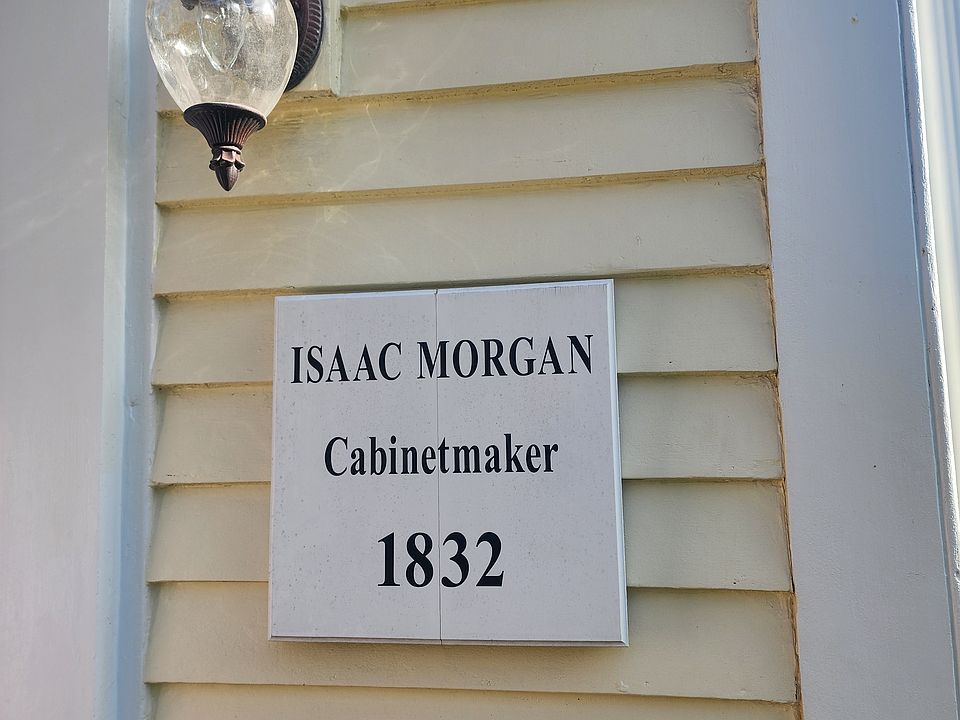 ISAAC MORGAN
Cabinetmaker
1832